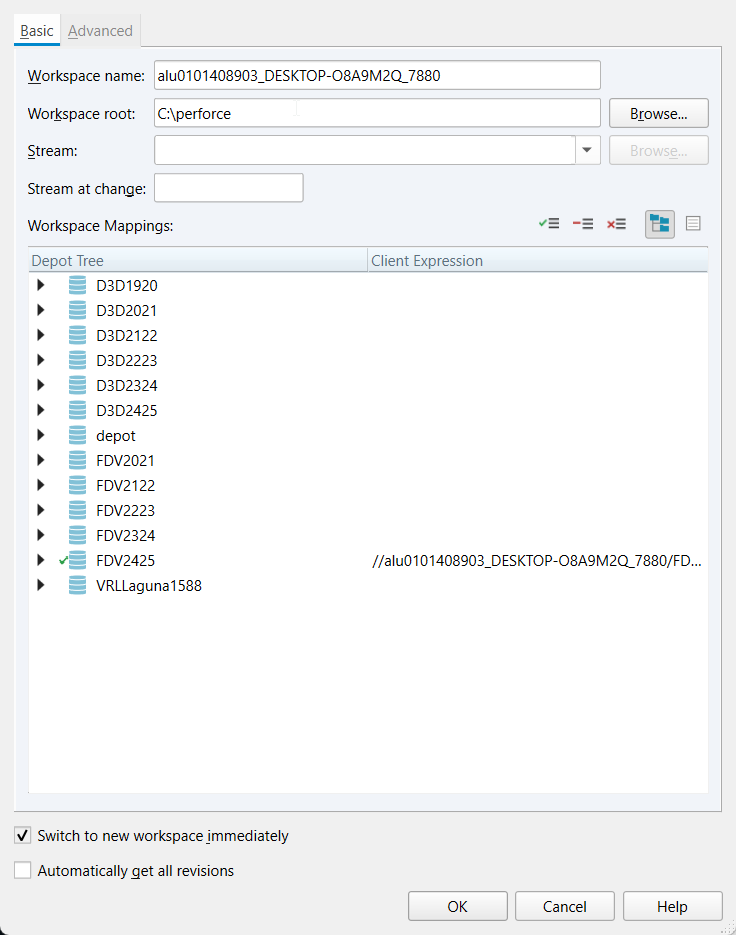 Basic Advanced
Workspace name: alu0101408903_DESKTOP-O8A9M2Q_7880
Workspace root: C:\perforce Browse...
Stream: Browse...
Stream at change:
Workspace Mappings:
Depot Tree Client Expression
D3D1920
D3D2021
D3D2122
D3D2223
D3D2324
D3D2425
depot
FDV2021
FDV2122
FDV2223
FDV2324
FDV2425 //alu0101408903_DESKTOP-O8A9M2Q_7880/FD...
VRLLaguna1588
Switch to new workspace immediately
Automatically get all revisions
OK Cancel Help